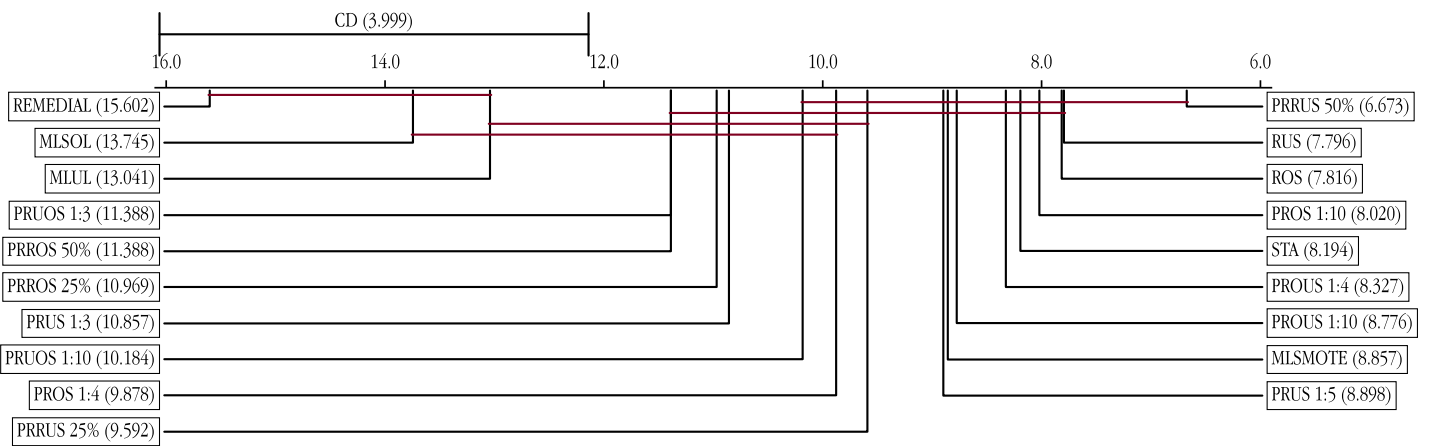 CD (3.999)
16.0 14.0 12.0 10.0 8.0 6.0
REMEDIAL (15.602)
MLSOL (13.745)
MLUL (13.041)
PRUOS 1:3 (11.388)
PRROS 50% (11.388)
PRROS 25% (10.969)
PRUS 1:3 (10.857)
PRUOS 1:10 (10.184)
PROS 1:4 (9.878)
PRRUS 25% (9.592)
PRRUS 50% (6.673)
RUS (7.796)
ROS (7.816)
PROS 1:10 (8.020)
STA (8.194)
PROUS 1:4 (8.327)
PROUS 1:10 (8.776)
MLSMOTE (8.857)
PRUS 1:5 (8.898)